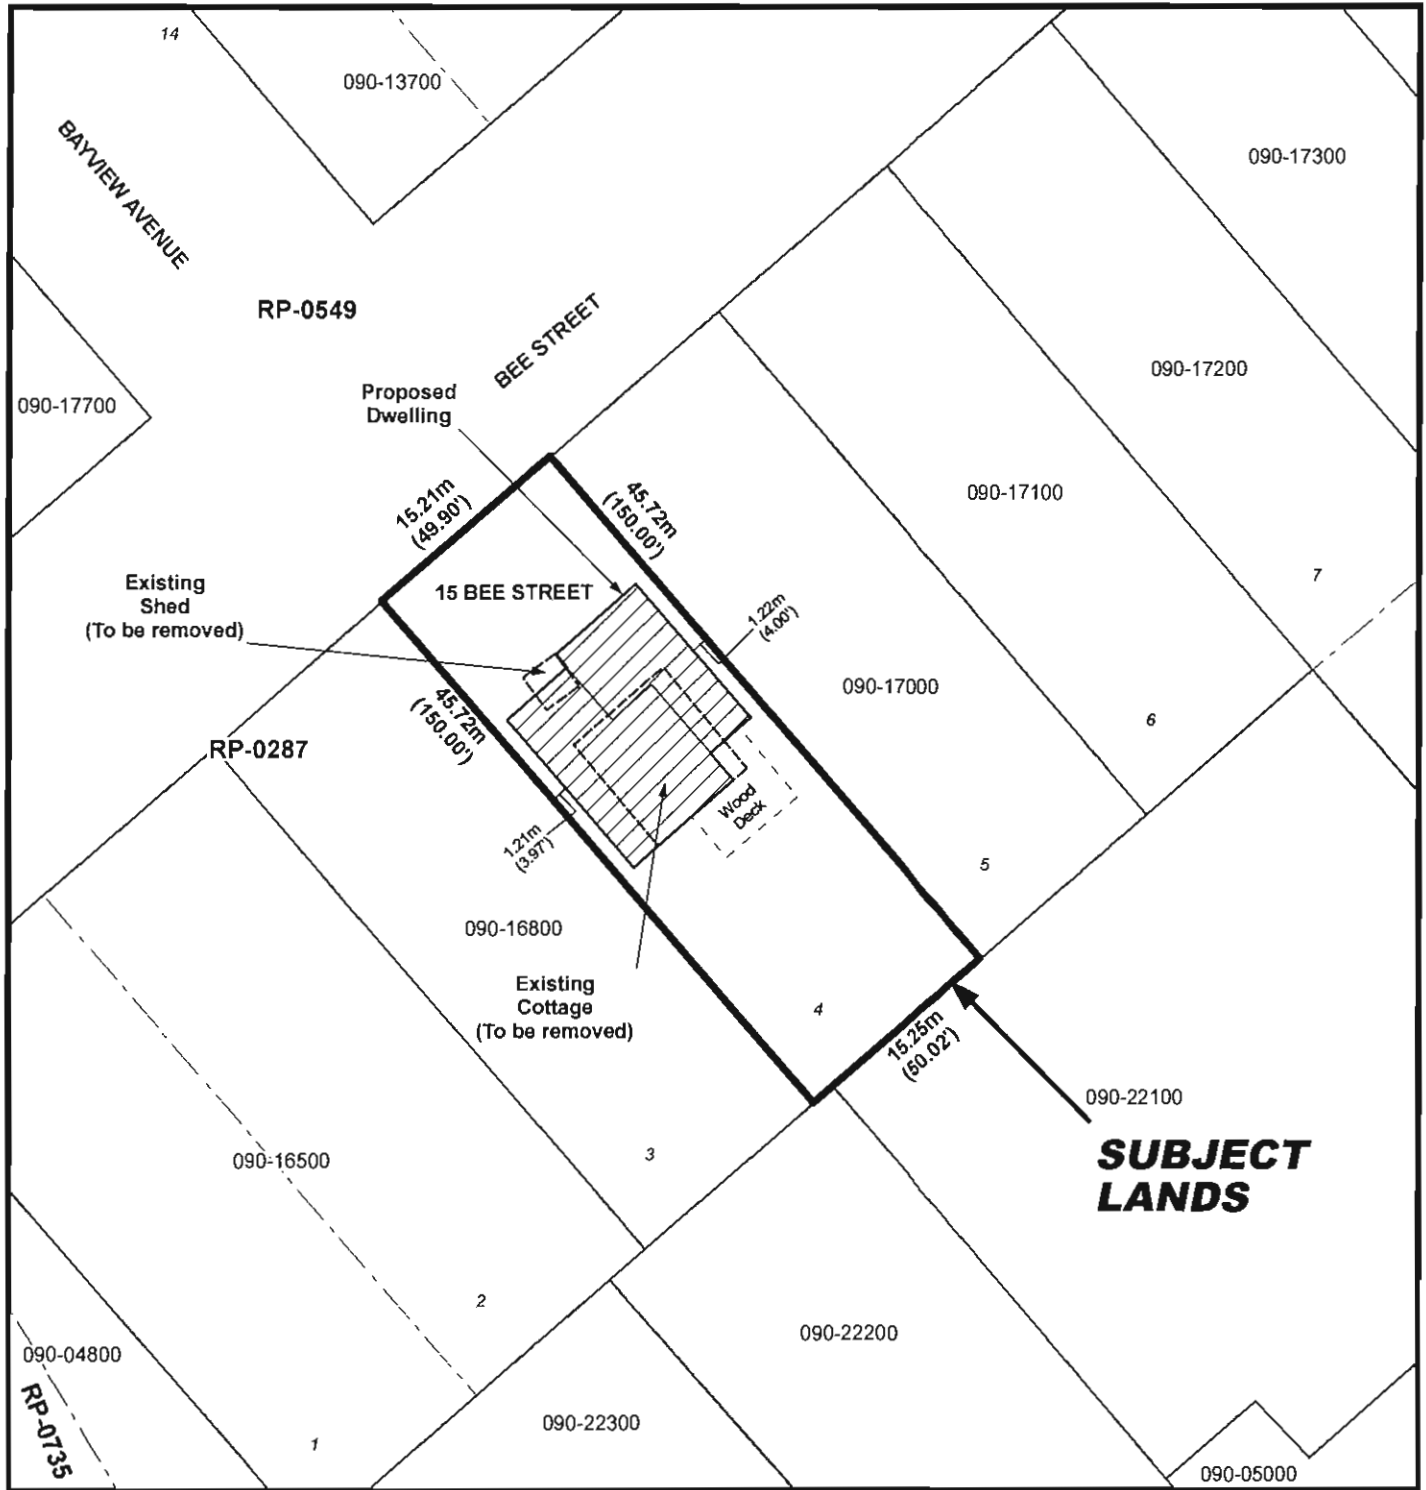 14
090-13700
BAYVIEW AVENUE
090-17300
RP-0549
BEE STREET
090-17200
Proposed
Dwelling
090-17700
15.21m
(49.90')
45.72m
(150.00')
090-17100
Existing
Shed
(To be removed)
15 BEE STREET
7
1.22m
(4.00')
090-17000
45.72m
(150.00')
6
RP-0287
Wood
Deck
1.21m
(3.97')
5
090-16800
Existing
Cottage
(To be removed)
4
15.25m
(50.02')
090-22100
SUBJECT
LANDS
3
090-16500
2
090-22200
090-04800
RP-0735
1
090-22300
090-05000